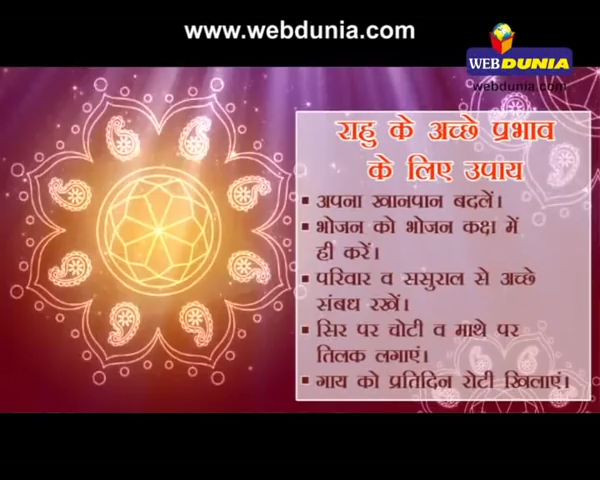 www.webdunia.com
WEBDUNIA
webdunia.com
राहु के अच्छे प्रभाव
के लिए उपाय
▪ अपना खानपान बदलें।
▪ भोजन को भोजन कक्ष में
ही करें।
▪ परिवार व ससुराल से अच्छे
संबध रखें।
▪ सिर पर चोटी व माथे पर
तिलक लगाएं।
▪ गाय को प्रतिदिन रोटी खिलाएं।